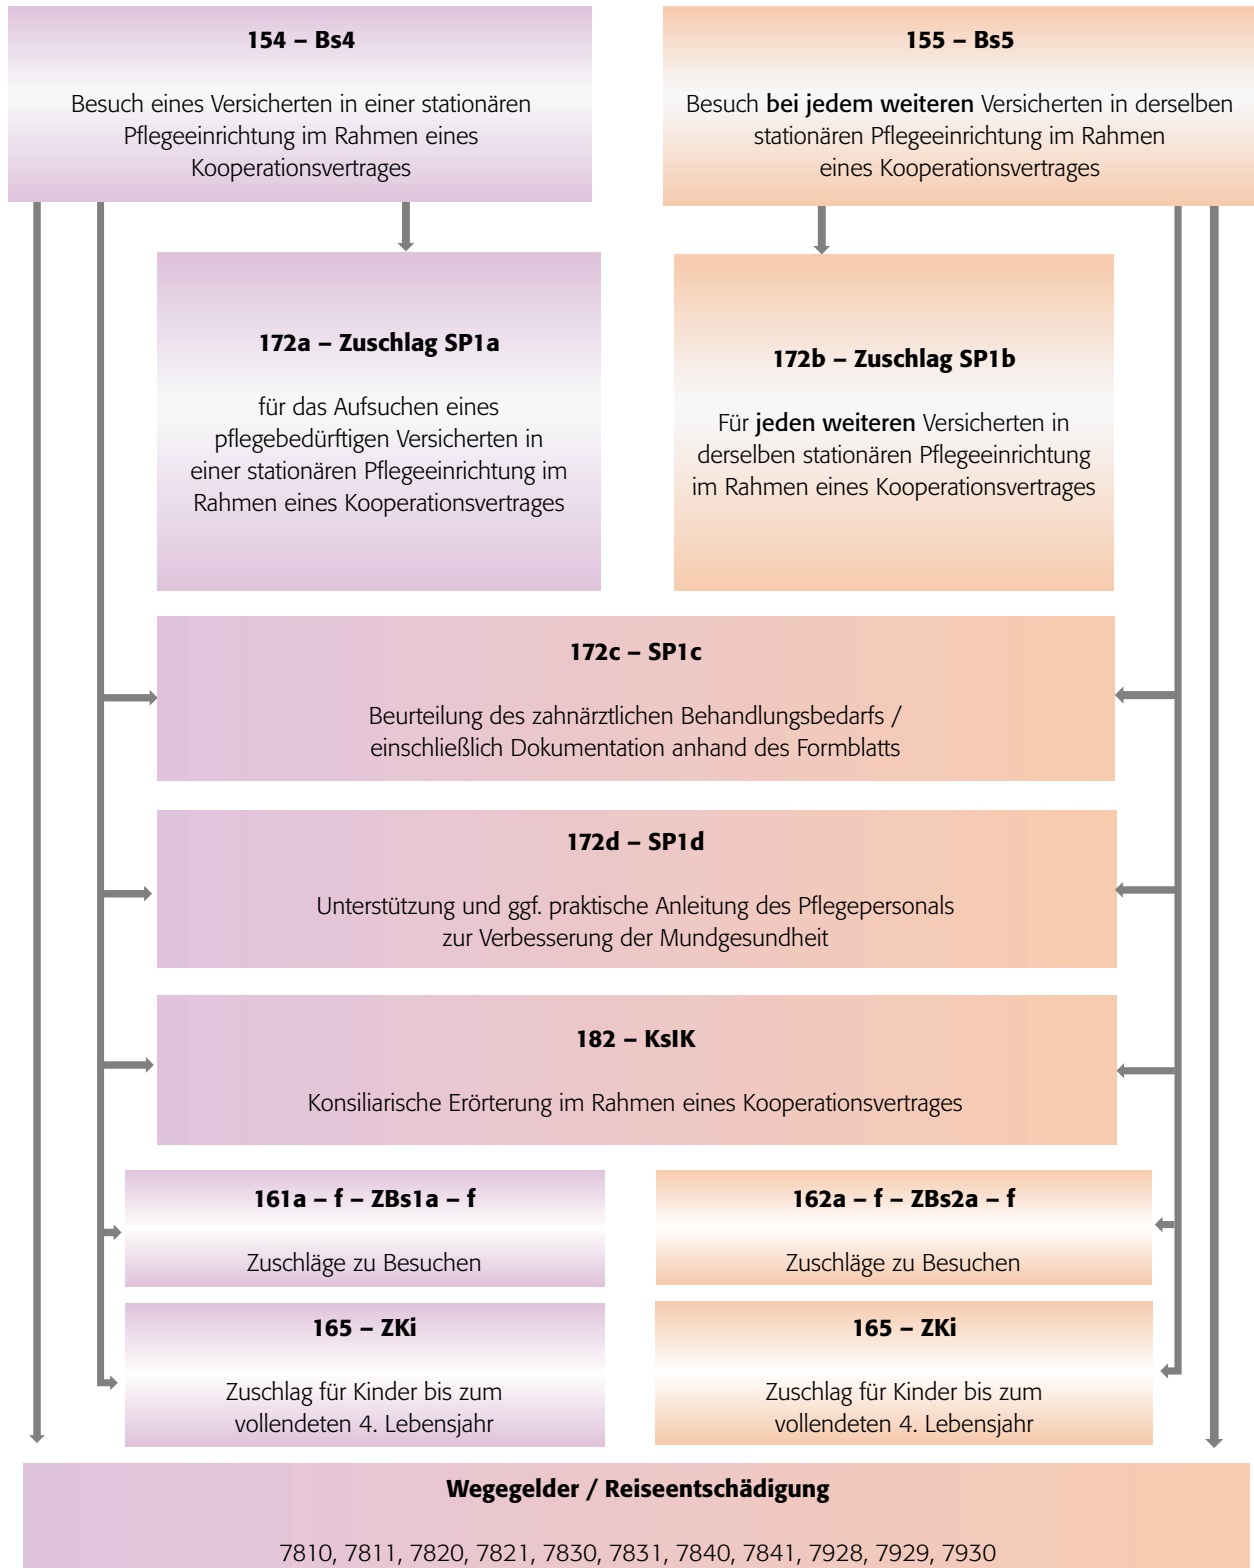 154 – Bs4
Besuch eines Versicherten in einer stationären
Pflegeeinrichtung im Rahmen eines
Kooperationsvertrages
155 – Bs5
Besuch bei jedem weiteren Versicherten in derselben
stationären Pflegeeinrichtung im Rahmen
eines Kooperationsvertrages
172a – Zuschlag SP1a
für das Aufsuchen eines
pflegebedürftigen Versicherten in
einer stationären Pflegeeinrichtung im
Rahmen eines Kooperationsvertrages
172b – Zuschlag SP1b
Für jeden weiteren Versicherten in
derselben stationären Pflegeeinrichtung
im Rahmen eines Kooperationsvertrages
172c – SP1c
Beurteilung des zahnärztlichen Behandlungsbedarfs /
einschließlich Dokumentation anhand des Formblatts
172d – SP1d
Unterstützung und ggf. praktische Anleitung des Pflegepersonals
zur Verbesserung der Mundgesundheit
182 – KslK
Konsiliarische Erörterung im Rahmen eines Kooperationsvertrages
161a – f – ZBs1a – f
Zuschläge zu Besuchen
162a – f – ZBs2a – f
Zuschläge zu Besuchen
165 – ZKi
Zuschlag für Kinder bis zum
vollendeten 4. Lebensjahr
165 – ZKi
Zuschlag für Kinder bis zum
vollendeten 4. Lebensjahr
Wegegelder / Reiseentschädigung
7810, 7811, 7820, 7821, 7830, 7831, 7840, 7841, 7928, 7929, 7930